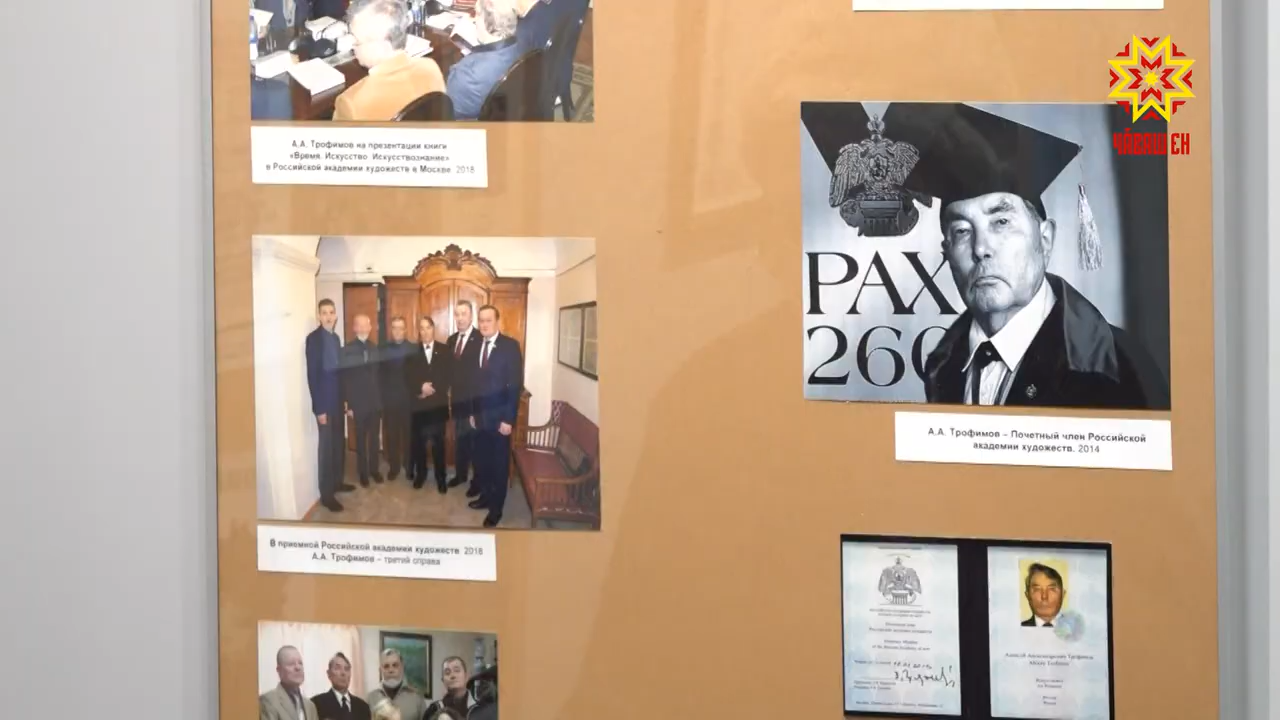 А.А. Трофимов на презентации книги
«Время. Искусство. Искусствознание»
в Российской академии художеств в Москве 2018
ЧӐВАШ ЕН
РАХ
260
А.А. Трофимов – Почетный член Российской
академии художеств. 2014
В приемной Российской академии художеств 2018
А.А. Трофимов – третий справа